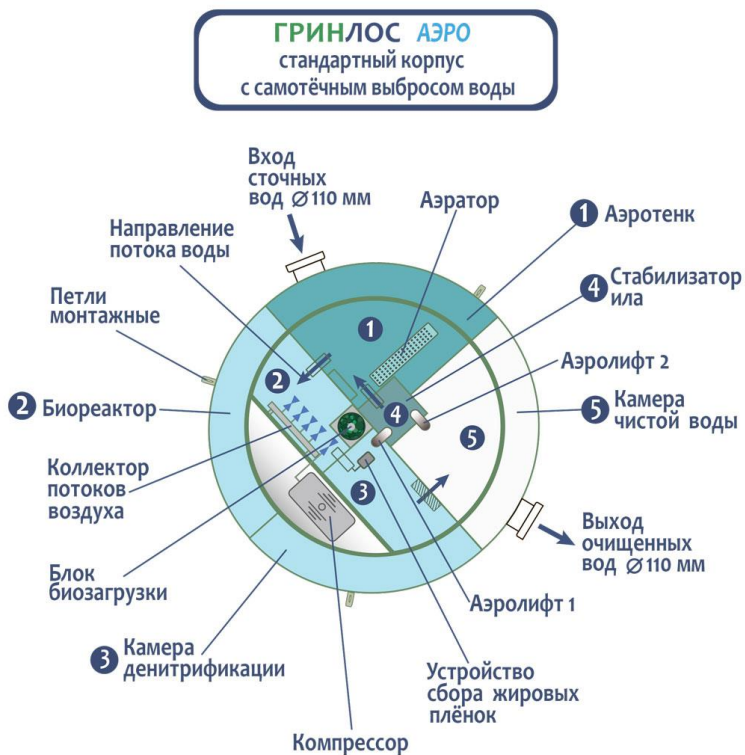 ГРИНЛОС АЭРО
стандартный корпус
с самотёчным выбросом воды
Вход
сточных
вод ⌀110 мм
Направление
потока воды
Аэратор
1 Аэротенк
4 Стабилизатор
ила
Петли
монтажные
Аэролифт 2
2 Биореактор
5 Камера
чистой воды
Коллектор
потоков
воздуха
1
2
4
5
3
Выход
очищенных
вод ⌀110 мм
Блок
биозагрузки
Аэролифт 1
3 Камера
денитрификации
Устройство
сбора жировых
плёнок
Компрессор